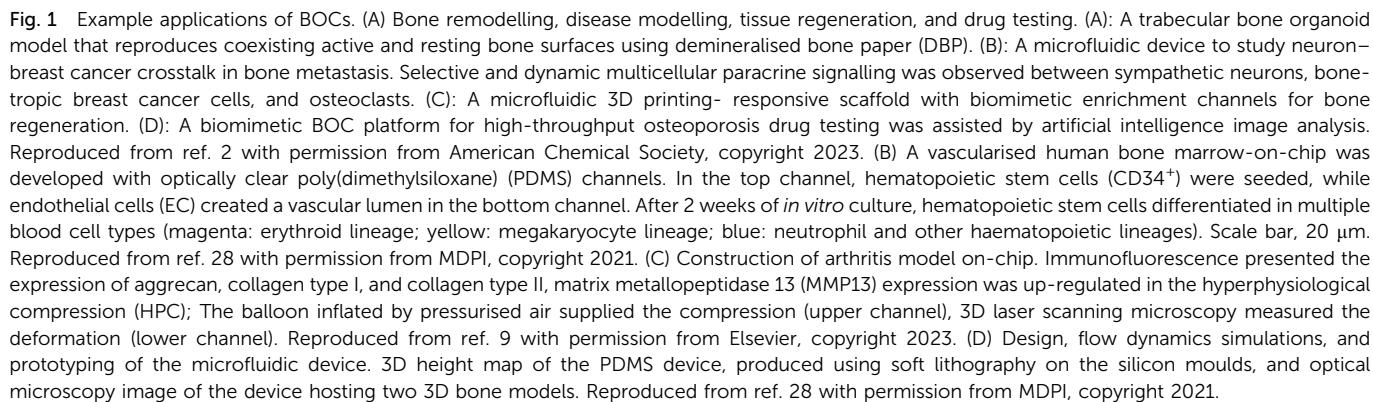 Fig. 1 Example applications of BOCs. (A) Bone remodelling, disease modelling, tissue regeneration, and drug testing. (A): A trabecular bone organoid
model that reproduces coexisting active and resting bone surfaces using demineralised bone paper (DBP). (B): A microfluidic device to study neuron–
breast cancer crosstalk in bone metastasis. Selective and dynamic multicellular paracrine signalling was observed between sympathetic neurons, bone-
tropic breast cancer cells, and osteoclasts. (C): A microfluidic 3D printing- responsive scaffold with biomimetic enrichment channels for bone
regeneration. (D): A biomimetic BOC platform for high-throughput osteoporosis drug testing was assisted by artificial intelligence image analysis.
Reproduced from ref. 2 with permission from American Chemical Society, copyright 2023. (B) A vascularised human bone marrow-on-chip was
developed with optically clear poly(dimethylsiloxane) (PDMS) channels. In the top channel, hematopoietic stem cells (CD34⁺) were seeded, while
endothelial cells (EC) created a vascular lumen in the bottom channel. After 2 weeks of in vitro culture, hematopoietic stem cells differentiated in multiple
blood cell types (magenta: erythroid lineage; yellow: megakaryocyte lineage; blue: neutrophil and other haematopoietic lineages). Scale bar, 20 μm.
Reproduced from ref. 28 with permission from MDPI, copyright 2021. (C) Construction of arthritis model on-chip. Immunofluorescence presented the
expression of aggrecan, collagen type I, and collagen type II, matrix metallopeptidase 13 (MMP13) expression was up-regulated in the hyperphysiological
compression (HPC); The balloon inflated by pressurised air supplied the compression (upper channel), 3D laser scanning microscopy measured the
deformation (lower channel). Reproduced from ref. 9 with permission from Elsevier, copyright 2023. (D) Design, flow dynamics simulations, and
prototyping of the microfluidic device. 3D height map of the PDMS device, produced using soft lithography on the silicon moulds, and optical
microscopy image of the device hosting two 3D bone models. Reproduced from ref. 28 with permission from MDPI, copyright 2021.